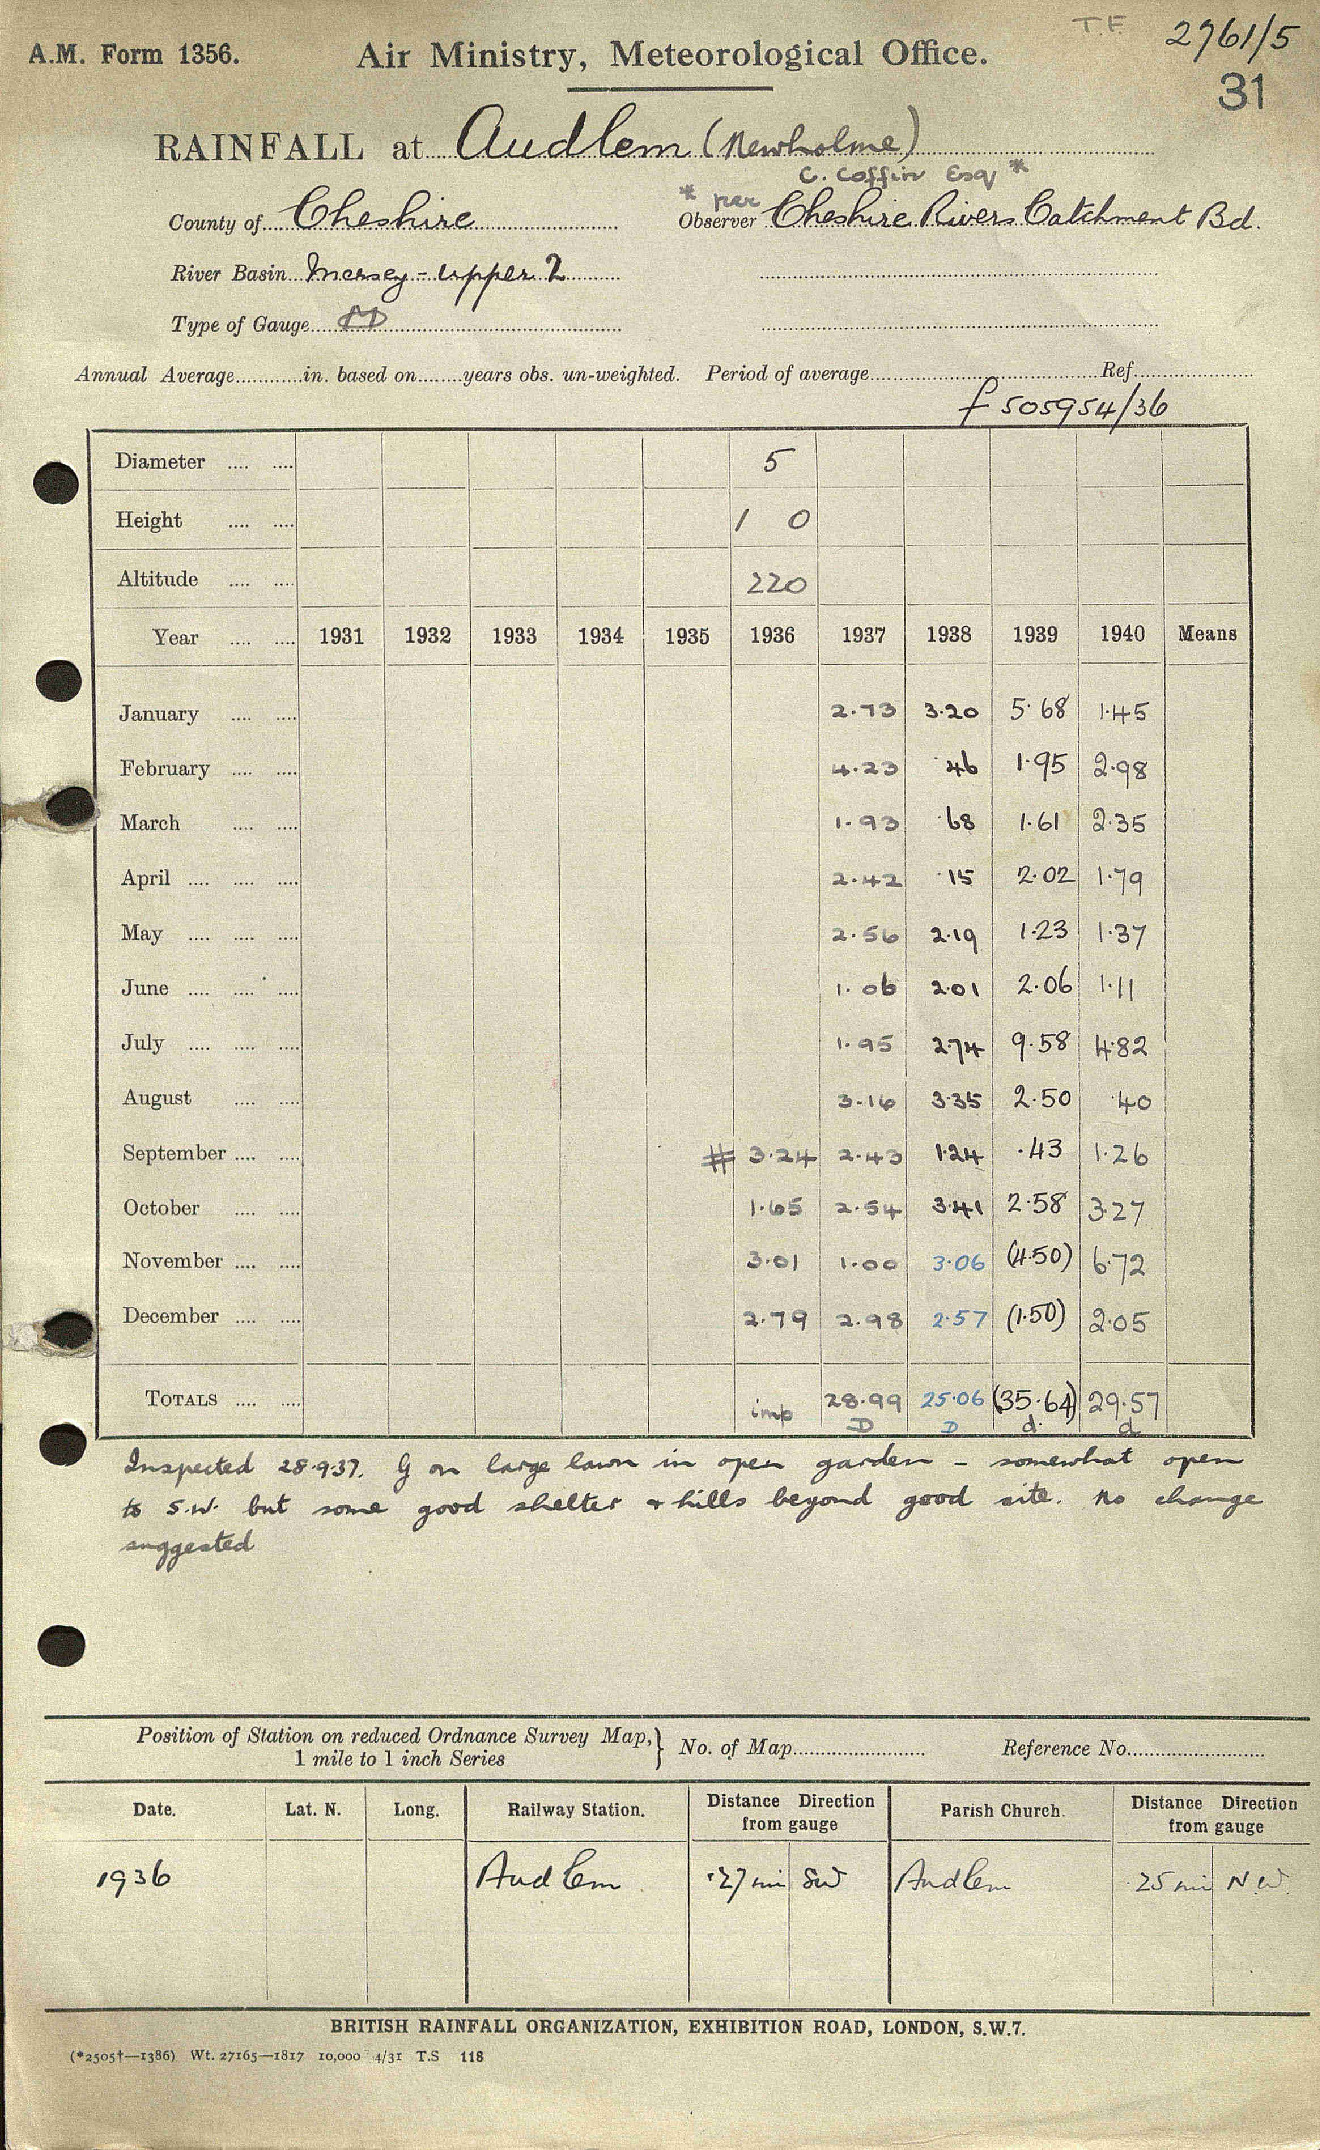 T.F. 2961/5
A.M. Form 1356. Air Ministry, Meteorological Office.
31
RAINFALL at Audlem (Newholme)
C. Coffin Esq *
County of Cheshire * per Observer Cheshire Rivers Catchment Bd.
River Basin Mersey - Upper 2
Type of Gauge M
Annual Average in. based on years obs. un-weighted. Period of average Ref.
f 505954/36
Diameter 5
Height 1 0
Altitude 220
Year 1931 1932 1933 1934 1935 1936 1937 1938 1939 1940 Means
January 2.73 3.20 5.68 1.45
February 4.23 .46 1.95 2.98
March 1.93 .68 1.61 2.35
April 2.42 .15 2.02 1.79
May 2.56 2.19 1.23 1.37
June 1.06 2.01 2.06 1.11
July 1.95 2.74 9.58 4.82
August 3.16 3.35 2.50 .40
September # 3.24 2.43 1.24 .43 1.26
October 1.65 2.54 3.41 2.58 3.27
November 3.01 1.00 3.06 (4.50) 6.72
December 2.79 2.98 2.57 (1.50) 2.05
TOTALS imp 28.99 25.06 (35.64) 29.57
D D d. d
Inspected 28.9.37. G on large lawn in open garden - somewhat open
to S.W. but some good shelter & hills beyond good site. No change
suggested
Position of Station on reduced Ordnance Survey Map, } No. of Map Reference No.
1 mile to 1 inch Series
Date. Lat. N. Long. Railway Station. Distance Direction from gauge Parish Church. Distance Direction from gauge
1936 Audlem .27 mi SW Audlem .25 mi N.W.
BRITISH RAINFALL ORGANIZATION, EXHIBITION ROAD, LONDON, S.W.7.
(*2505†—1386) Wt. 27165—1817 10,000 4/31 T.S 118